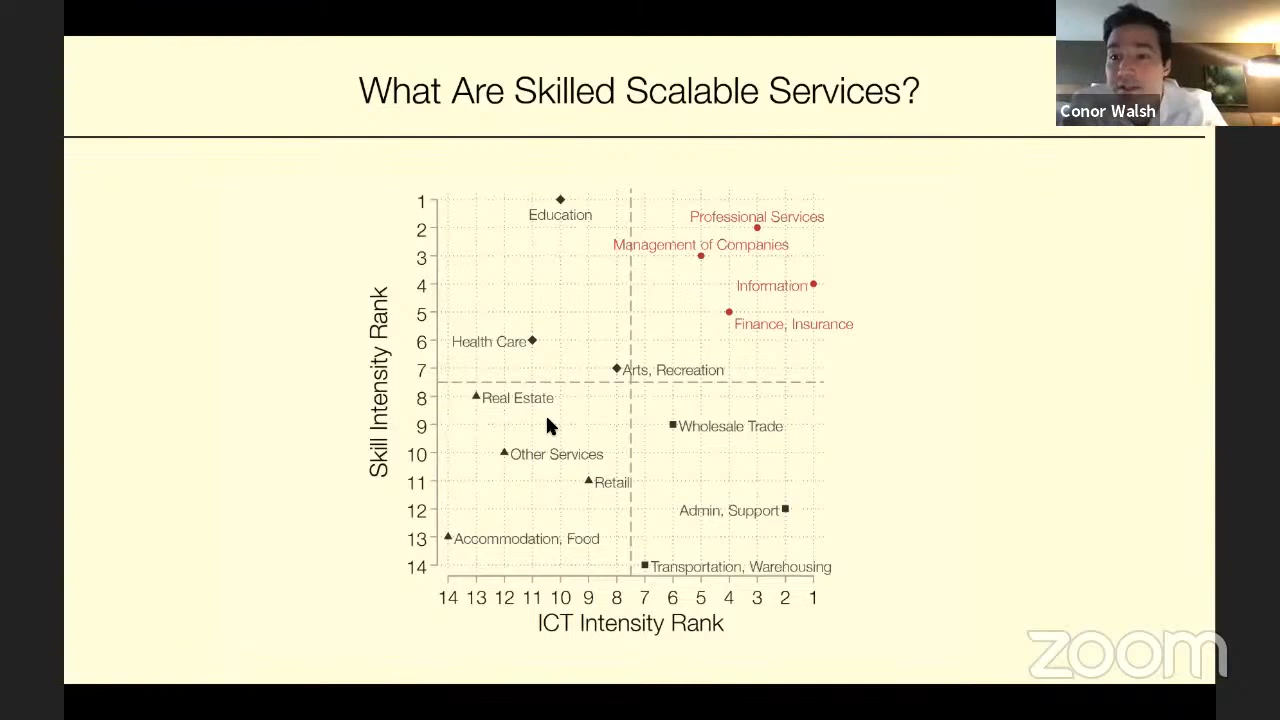 What Are Skilled Scalable Services?
Conor Walsh
Skill Intensity Rank
1
2
3
4
5
6
7
8
9
10
11
12
13
14
Education
Professional Services
Management of Companies
Information
Finance, Insurance
Health Care
Arts, Recreation
Real Estate
Wholesale Trade
Other Services
Retail
Admin, Support
Accommodation, Food
Transportation, Warehousing
14 13 12 11 10 9 8 7 6 5 4 3 2 1
ICT Intensity Rank
zoom